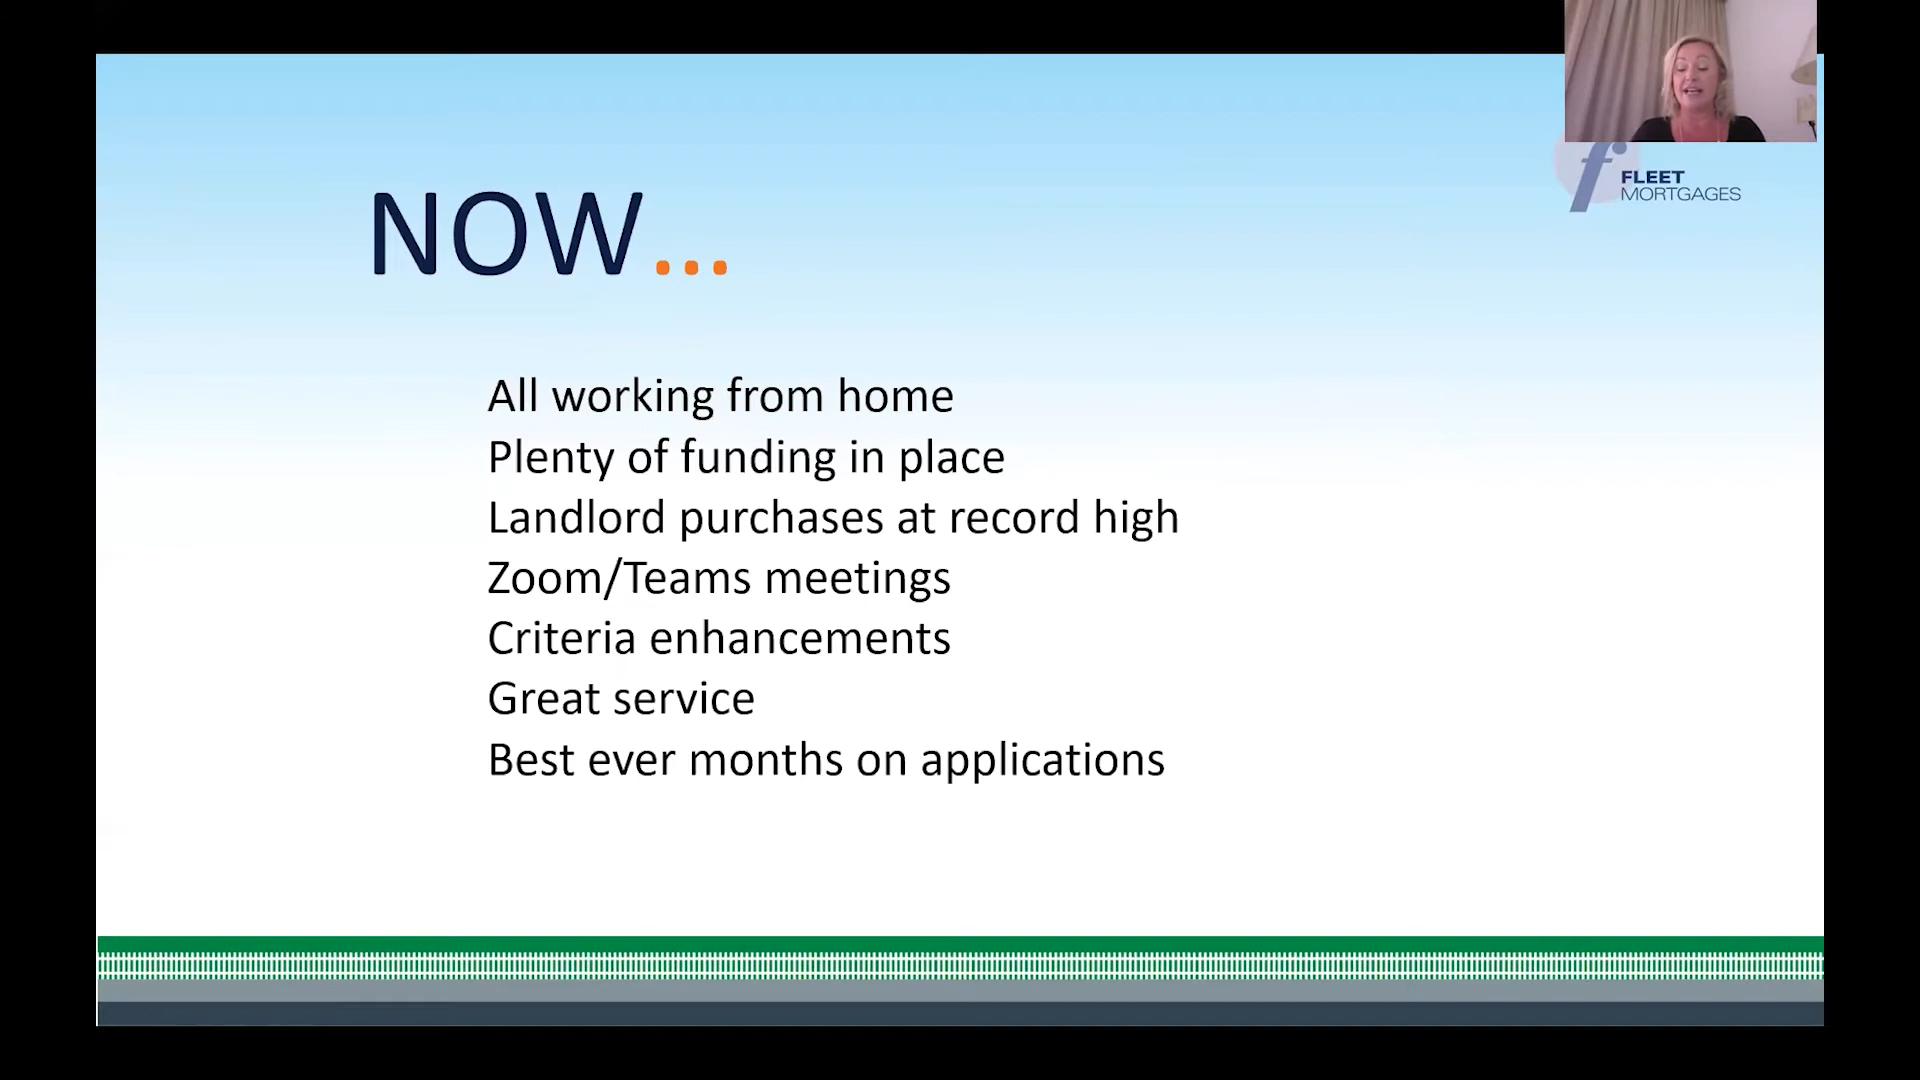 FLEET
MORTGAGES
NOW...
All working from home
Plenty of funding in place
Landlord purchases at record high
Zoom/Teams meetings
Criteria enhancements
Great service
Best ever months on applications